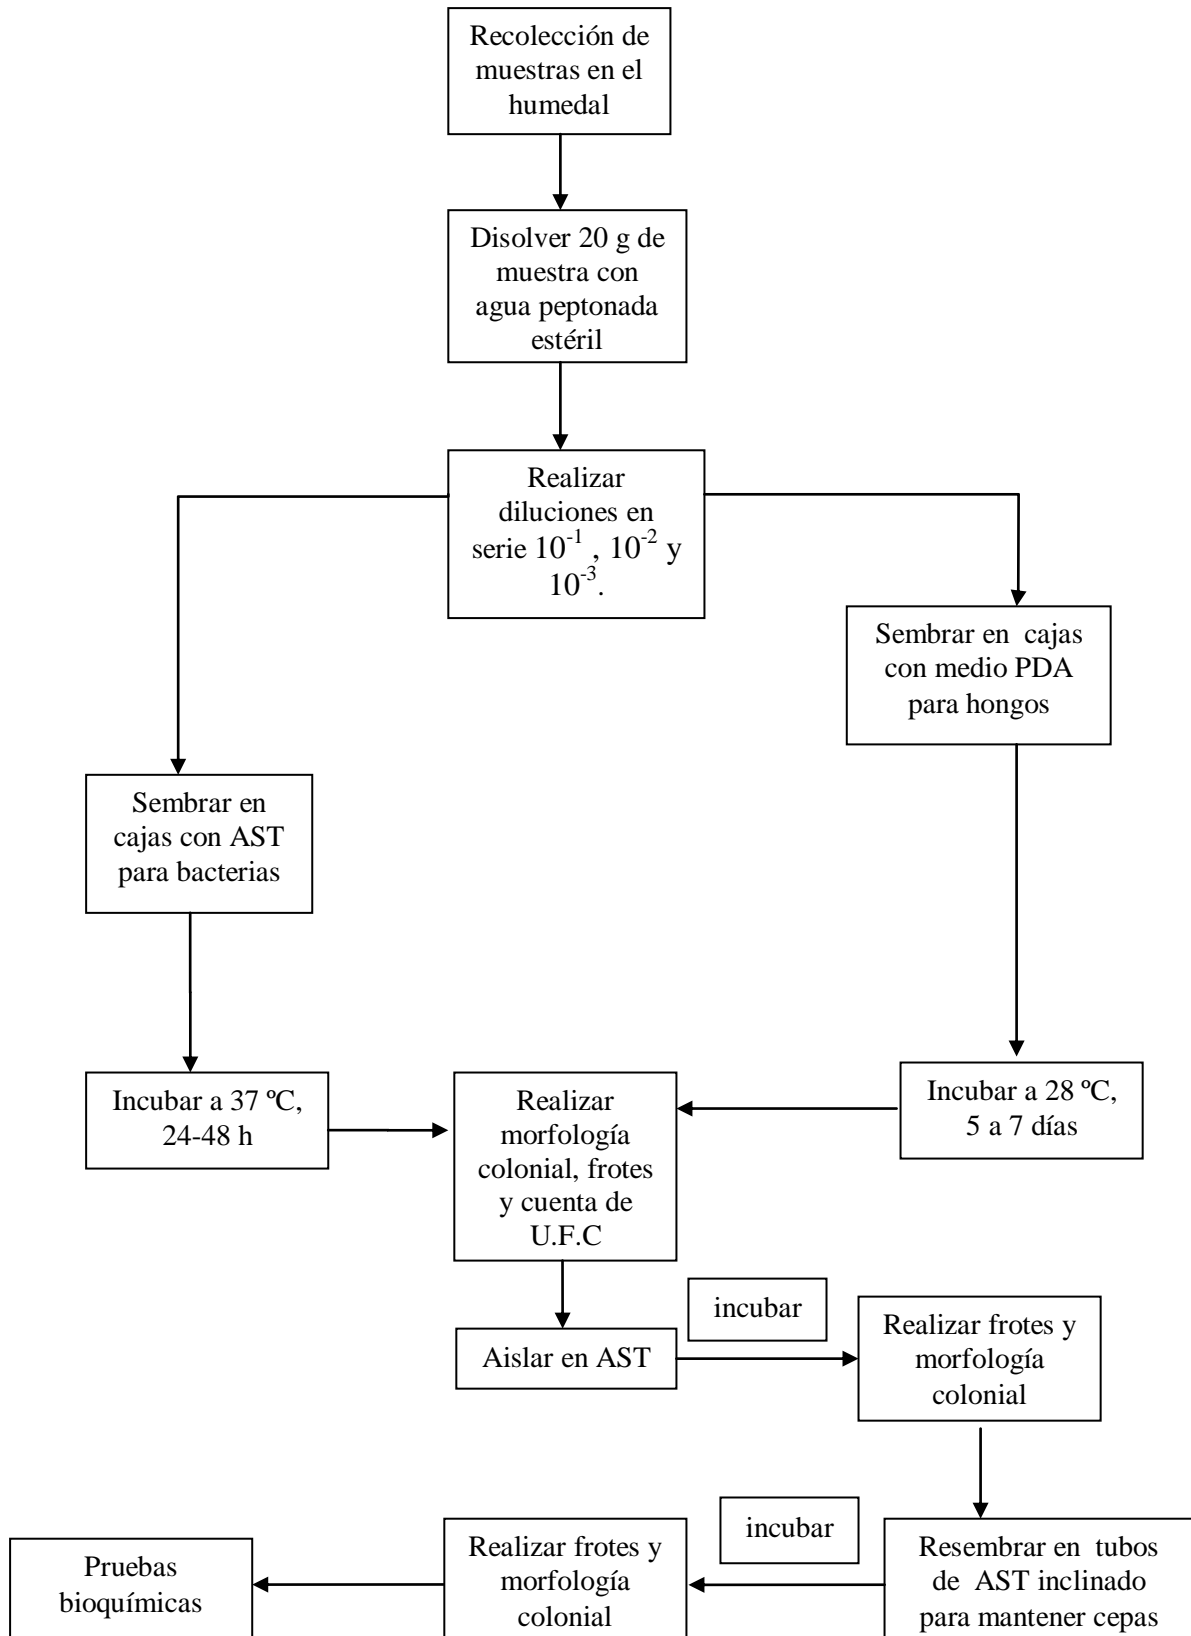 Recolección de
muestras en el
humedal
Disolver 20 g de
muestra con
agua peptonada
estéril
Realizar
diluciones en
serie 10⁻¹ , 10⁻² y
10⁻³.
Sembrar en cajas
con medio PDA
para hongos
Sembrar en
cajas con AST
para bacterias
Incubar a 37 ºC,
24-48 h
Realizar
morfología
colonial, frotes
y cuenta de
U.F.C
Incubar a 28 ºC,
5 a 7 días
Aislar en AST
incubar
Realizar frotes y
morfología
colonial
Resembrar en tubos
de AST inclinado
para mantener cepas
incubar
Realizar frotes y
morfología
colonial
Pruebas
bioquímicas